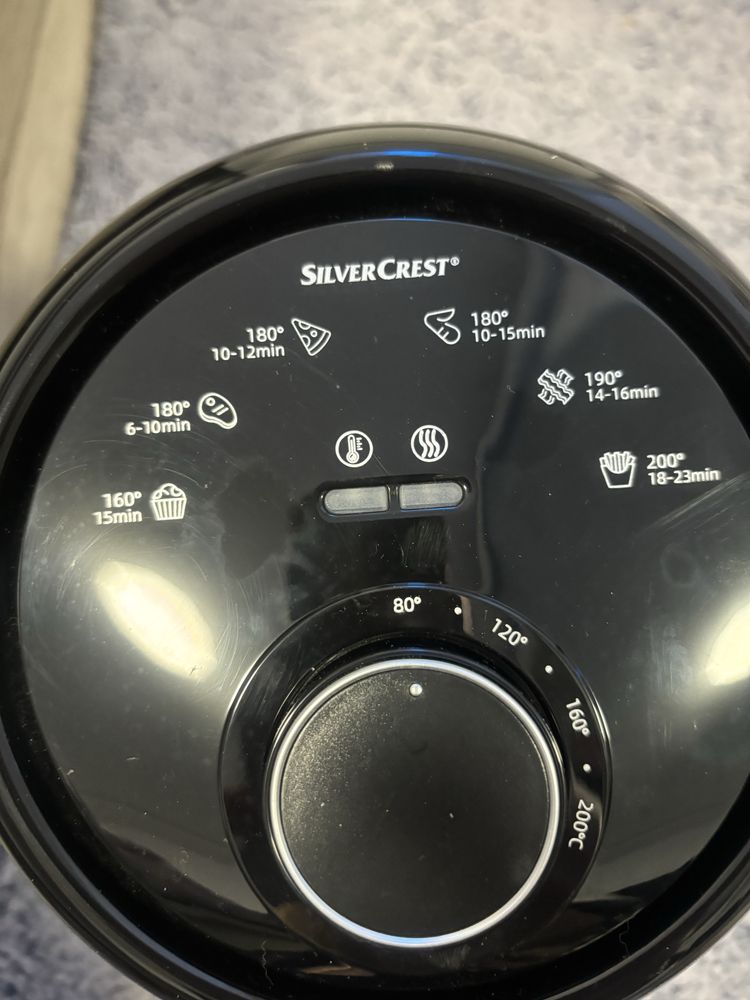 SILVERCREST®
180°
10-12min
180°
10-15min
180°
6-10min
190°
14-16min
160°
15min
200°
18-23min
80°
120°
160°
200°C